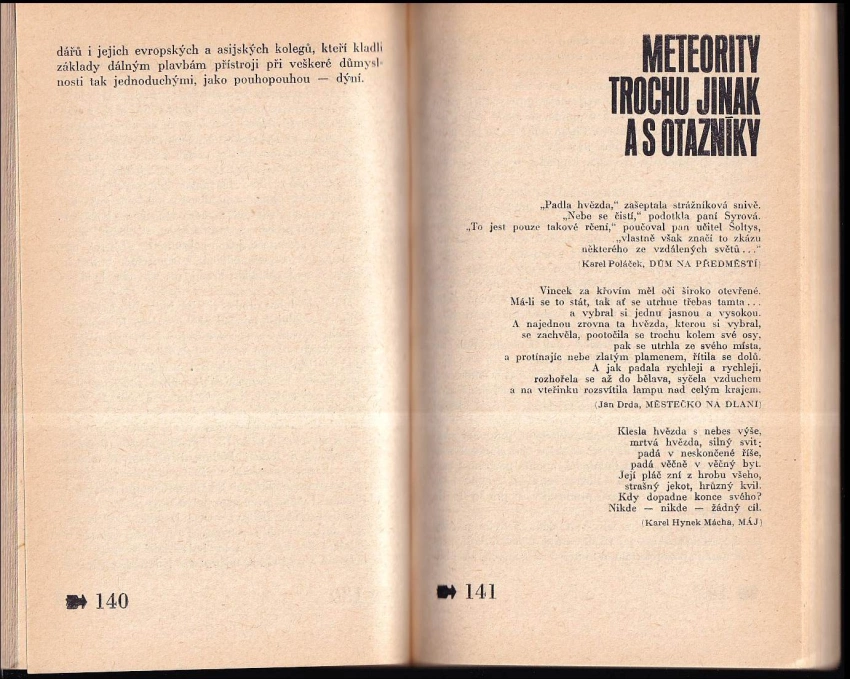 dářů i jejich evropských a asijských kolegů, kteří kladli
základy dálným plavbám přístroji při veškeré důmysl-
nosti tak jednoduchými, jako pouhopouhou — dýní.
140
METEORITY
TROCHU JINAK
A S OTAZNÍKY
„Padla hvězda,“ zašeptala strážníková snivě.
„Nebe se čistí,“ podotkla paní Syrová.
„To jest pouze takové rčení,“ poučoval pan učitel Šoltys,
„vlastně však značí to zkázu
některého ze vzdálených světů...“
(Karel Poláček, DŮM NA PŘEDMĚSTÍ)
Vincek za křovím měl oči široko otevřené.
Má-li se to stát, tak ať se utrhne třebas tamta...
a vybral si jednu jasnou a vysokou.
A najednou zrovna ta hvězda, kterou si vybral,
se zachvěla, pootočila se trochu kolem své osy,
pak se utrhla ze svého místa,
a protínajíc nebe zlatým plamenem, řítila se dolů.
A jak padala rychleji a rychleji,
rozhořela se až do bělava, syčela vzduchem
a na vteřinku rozsvítila lampu nad celým krajem.
(Jan Drda, MĚSTEČKO NA DLANI)
Klesla hvězda s nebes výše,
mrtvá hvězda, silný svit;
padá v neskončené říše,
padá věčně v věčný byt.
Její pláč zní z hrobu všeho,
strašný jekot, hrůzný kvil.
Kdy dopadne konce svého?
Nikde — nikde — žádný cíl.
(Karel Hynek Mácha, MÁJ)
141